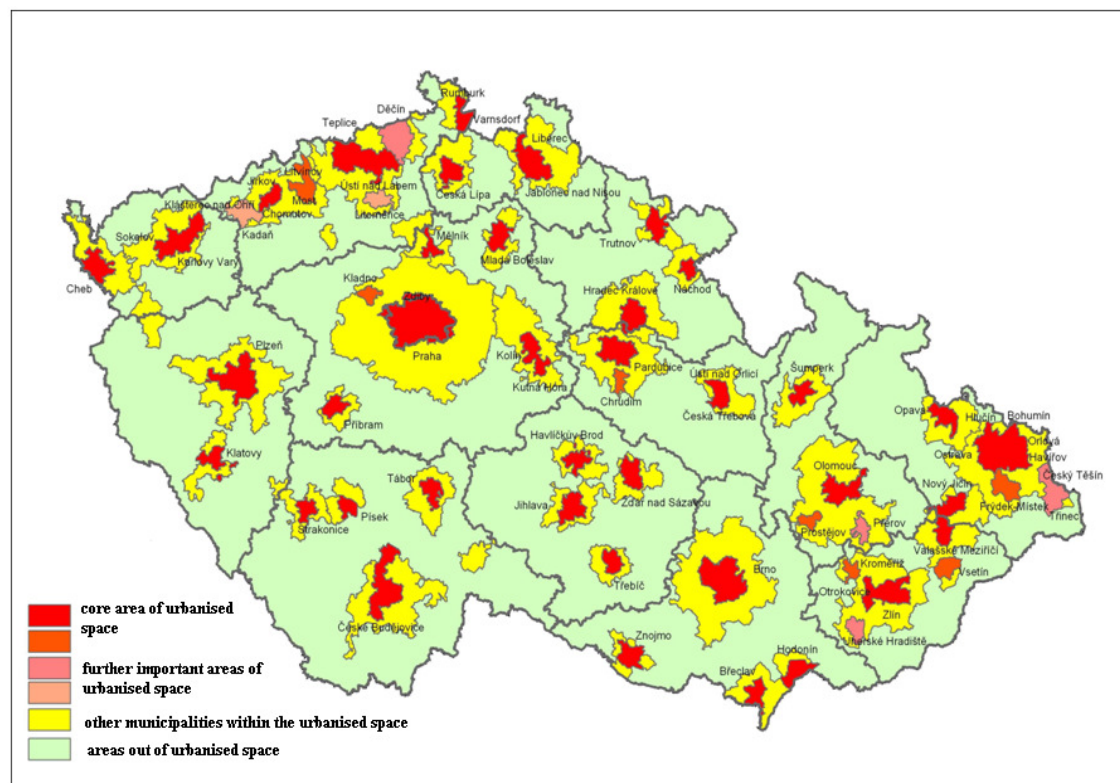 Rumburk
Děčín
Varnsdorf
Teplice
Liberec
Litvínov
Jirkov
Ústí nad Labem
Česká Lípa
Jablonec nad Nisou
Most
Klášterec nad Ohří
Litoměřice
Chomutov
Kadaň
Sokolov
Mělník
Trutnov
Karlovy Vary
Mladá Boleslav
Cheb
Kladno
Náchod
Hradec Králové
Zdiby
Plzeň
Praha
Kolín
Pardubice
Ústí nad Orlicí
Šumperk
Kutná Hora
Chrudim
Česká Třebová
Opava
Hlučín
Bohumín
Příbram
Havlíčkův Brod
Orlová
Ostrava
Havířov
Klatovy
Olomouc
Český Těšín
Tábor
Nový Jičín
Jihlava
Žďár nad Sázavou
Frýdek-Místek
Písek
Třinec
Strakonice
Prostějov
Přerov
Valašské Meziříčí
Třebíč
Brno
Kroměříž
Vsetín
Otrokovice
Zlín
České Budějovice
Uherské Hradiště
Znojmo
Hodonín
Břeclav
core area of urbanised
space
further important areas of
urbanised space
other municipalities within the urbanised space
areas out of urbanised space